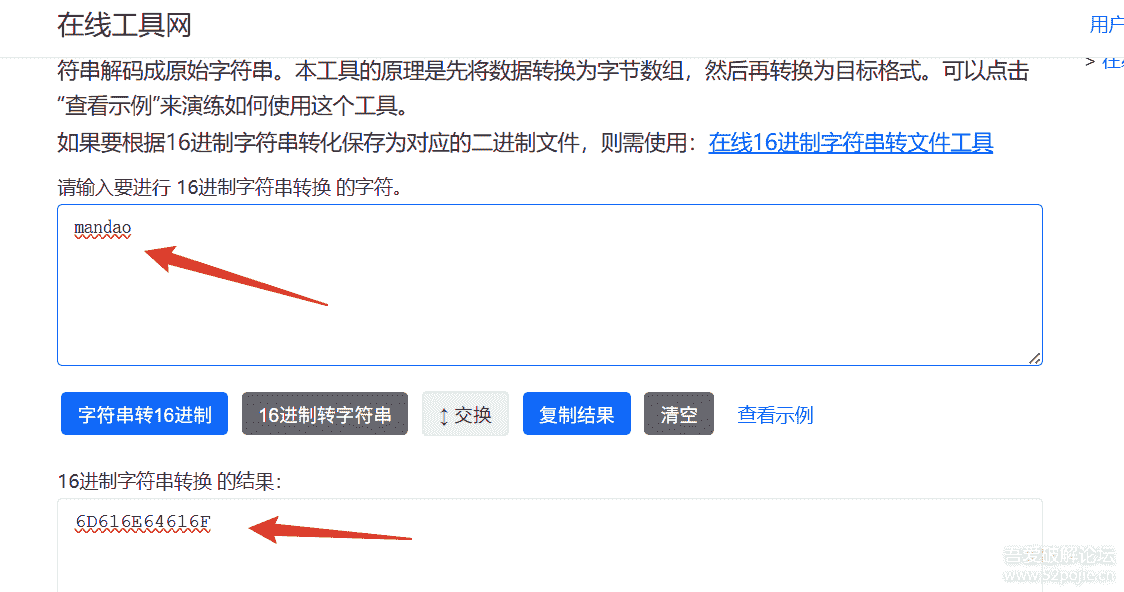 在线工具网
用户
符串解码成原始字符串。本工具的原理是先将数据转换为字节数组，然后再转换为目标格式。可以点击
> 在线
“查看示例”来演练如何使用这个工具。
如果要根据16进制字符串转化保存为对应的二进制文件，则需使用：在线16进制字符串转文件工具
请输入要进行 16进制字符串转换 的字符。
mandao
字符串转16进制 16进制转字符串 ↕ 交换 复制结果 清空 查看示例
16进制字符串转换 的结果：
6D616E64616F
吾爱破解论坛
www.52pojie.cn